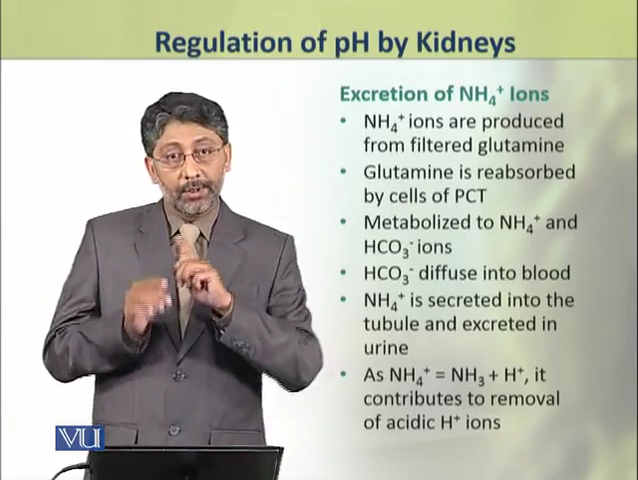 Regulation of pH by Kidneys
Excretion of NH₄⁺ Ions
• NH₄⁺ ions are produced
from filtered glutamine
• Glutamine is reabsorbed
by cells of PCT
• Metabolized to NH₄⁺ and
HCO₃⁻ ions
• HCO₃⁻ diffuse into blood
• NH₄⁺ is secreted into the
tubule and excreted in
urine
• As NH₄⁺ = NH₃ + H⁺, it
contributes to removal
of acidic H⁺ ions
VU